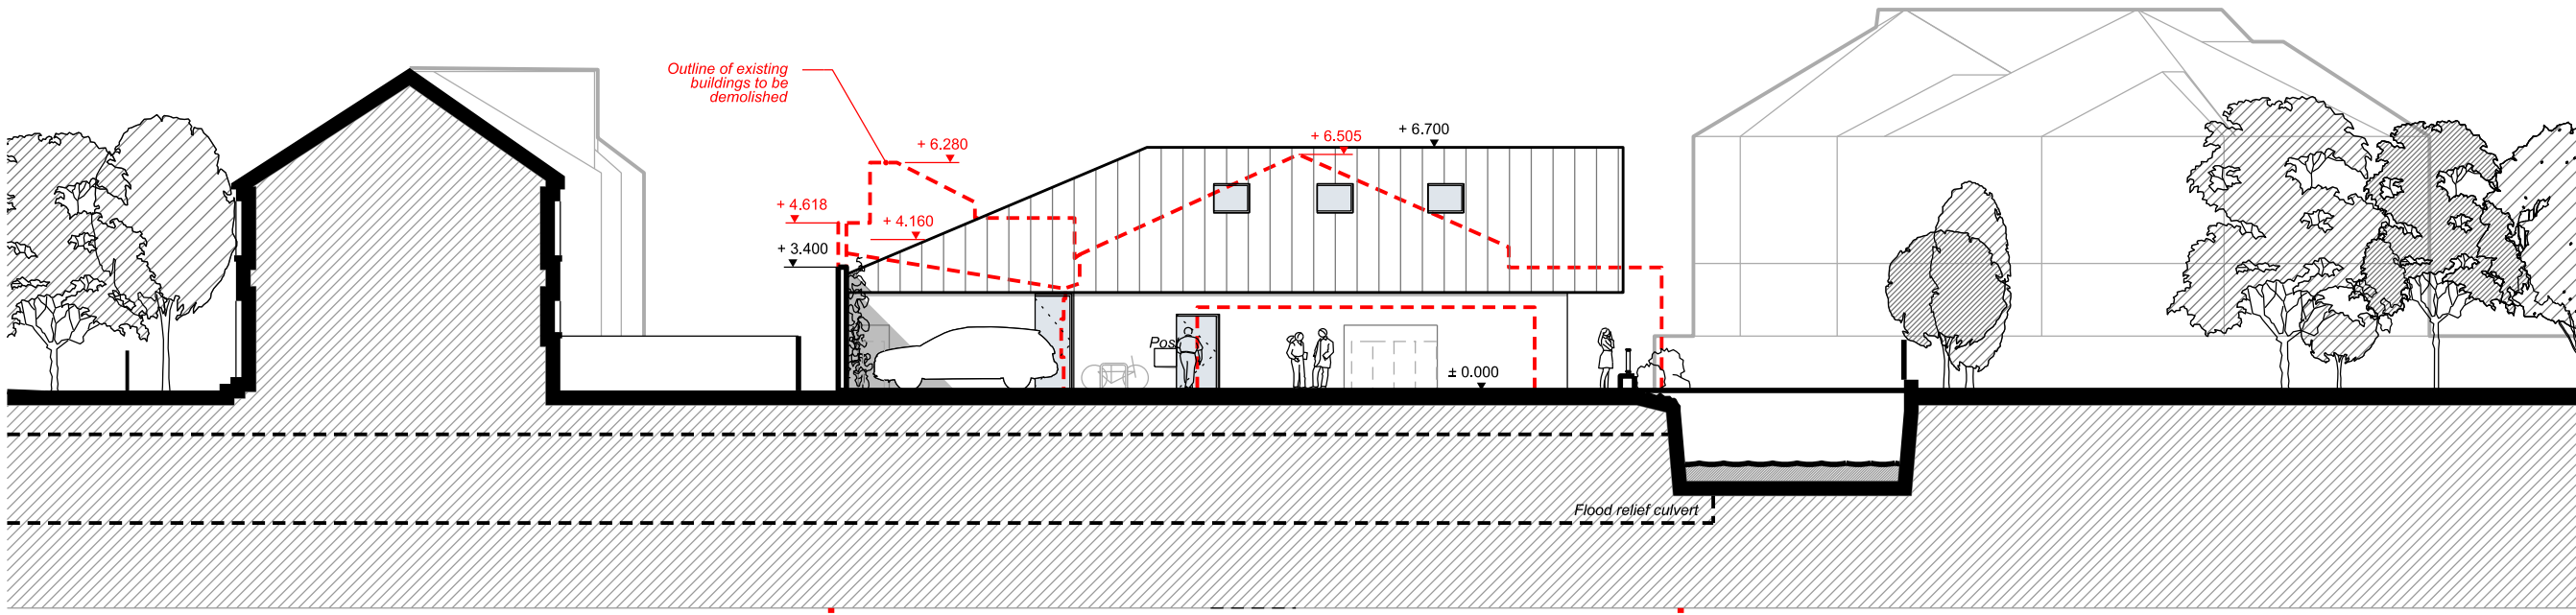 Outline of existing
buildings to be
demolished
+ 6.280
+ 6.505
+ 6.700
+ 4.618
+ 4.160
+ 3.400
Pos
± 0.000
Flood relief culvert